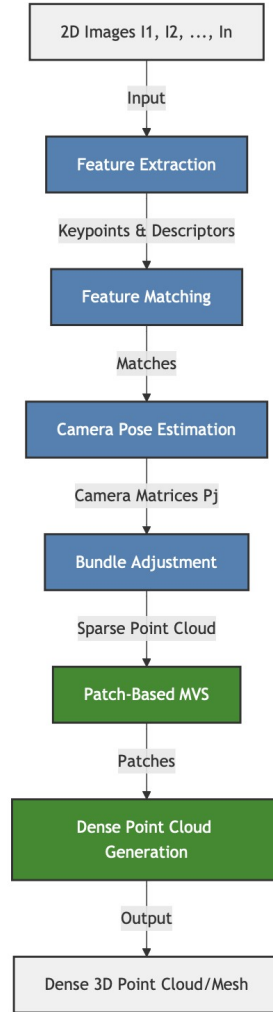 2D Images I1, I2, ..., In
Input
Feature Extraction
Keypoints & Descriptors
Feature Matching
Matches
Camera Pose Estimation
Camera Matrices Pj
Bundle Adjustment
Sparse Point Cloud
Patch-Based MVS
Patches
Dense Point Cloud
Generation
Output
Dense 3D Point Cloud/Mesh